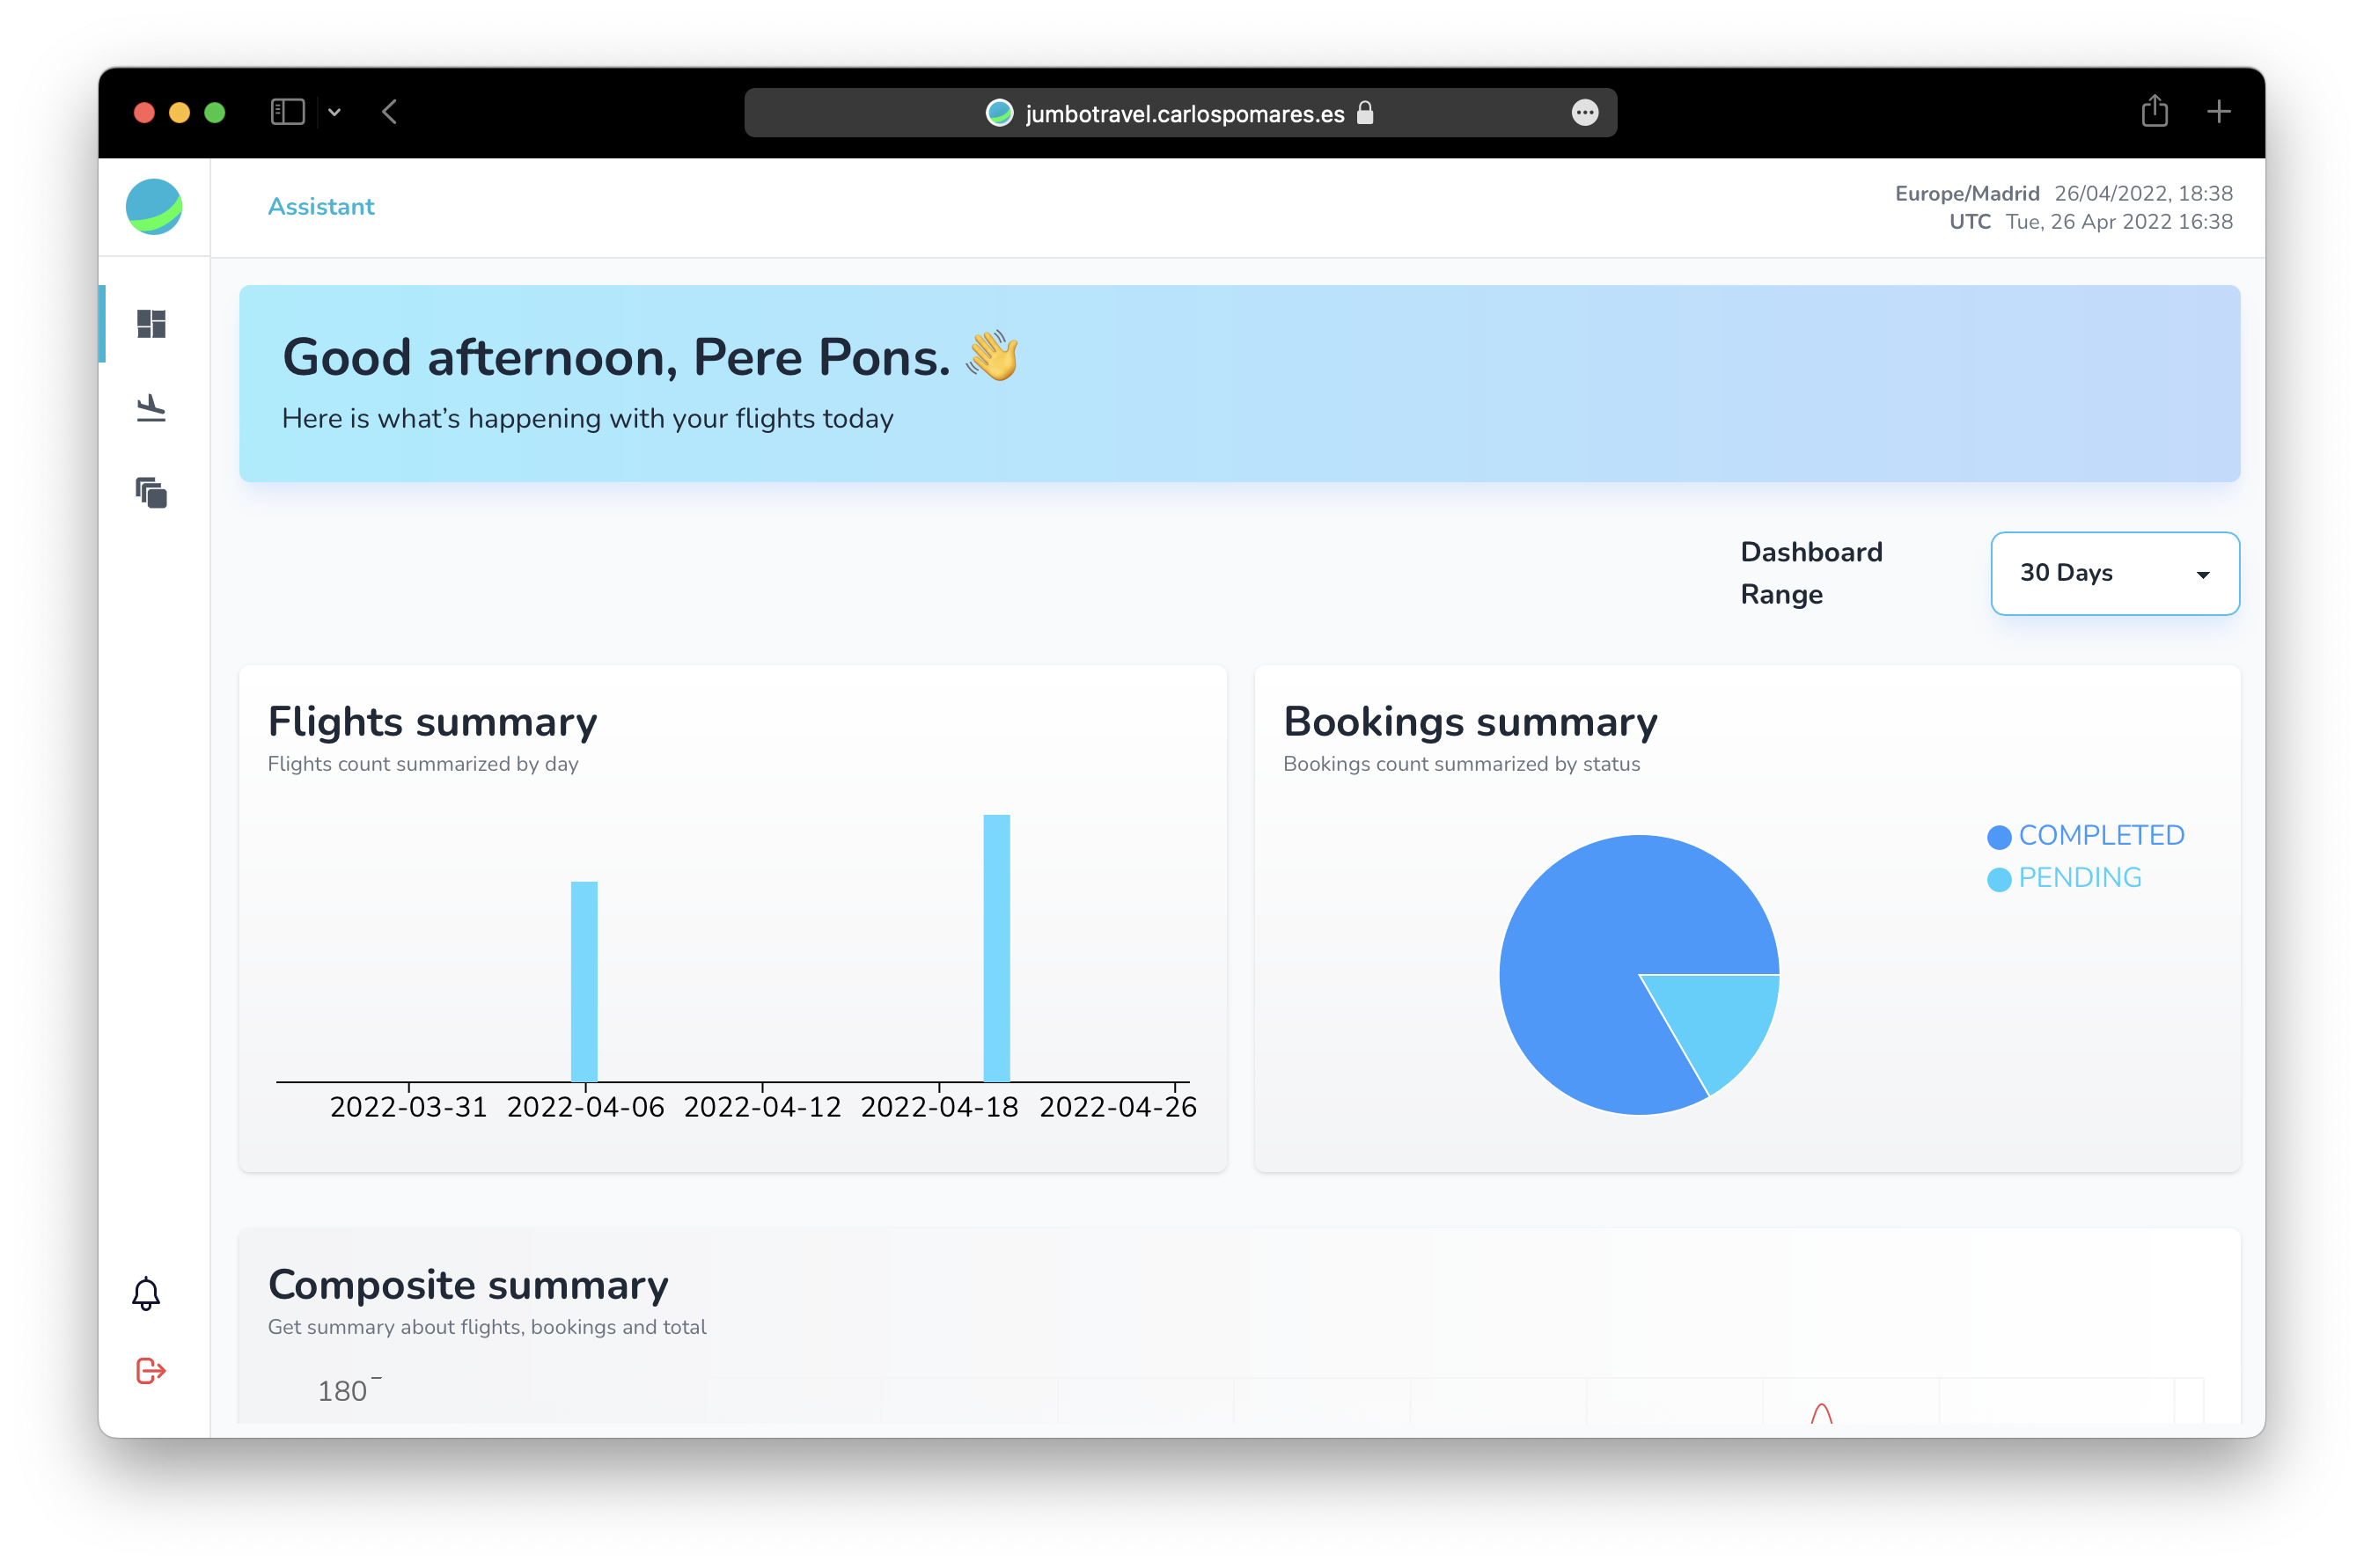 jumbotravel.carlospomares.es
Assistant
Europe/Madrid 26/04/2022, 18:38
UTC Tue, 26 Apr 2022 16:38
Good afternoon, Pere Pons. 👋
Here is what's happening with your flights today
Dashboard
Range
30 Days
Flights summary
Flights count summarized by day
2022-03-31 2022-04-06 2022-04-12 2022-04-18 2022-04-26
Bookings summary
Bookings count summarized by status
COMPLETED
PENDING
Composite summary
Get summary about flights, bookings and total
180